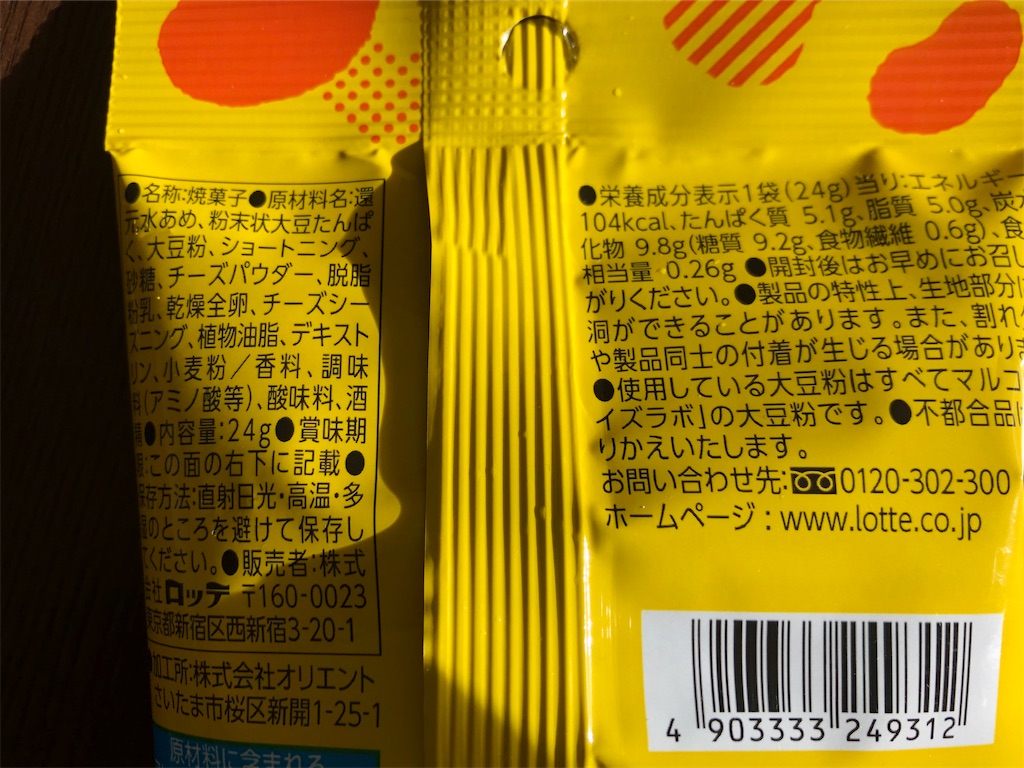 ●名称:焼菓子●原材料名:還
元水あめ、粉末状大豆たんぱ
く、大豆粉、ショートニング、
砂糖、チーズパウダー、脱脂
粉乳、乾燥全卵、チーズシー
ズニング、植物油脂、デキスト
リン、小麦粉/香料、調味
料(アミノ酸等)、酸味料、酒
精●内容量:24g●賞味期
限:この面の右下に記載●
保存方法:直射日光・高温・多
湿のところを避けて保存し
てください。●販売者:株式
会社ロッテ 〒160-0023
東京都新宿区西新宿3-20-1
加工所:株式会社オリエント
さいたま市桜区新開1-25-1
原材料に含まれる
●栄養成分表示1袋(24g)当り:エネルギー
104kcal、たんぱく質 5.1g、脂質 5.0g、炭水
化物 9.8g(糖質 9.2g、食物繊維 0.6g)、食
相当量 0.26g ●開封後はお早めにお召し
がりください。●製品の特性上、生地部分に
洞ができることがあります。また、割れ
や製品同士の付着が生じる場合があり
●使用している大豆粉はすべてマルコ
イズラボ」の大豆粉です。●不都合品は
りかえいたします。
お問い合わせ先:0120-302-300
ホームページ:www.lotte.co.jp
4 903333 249312